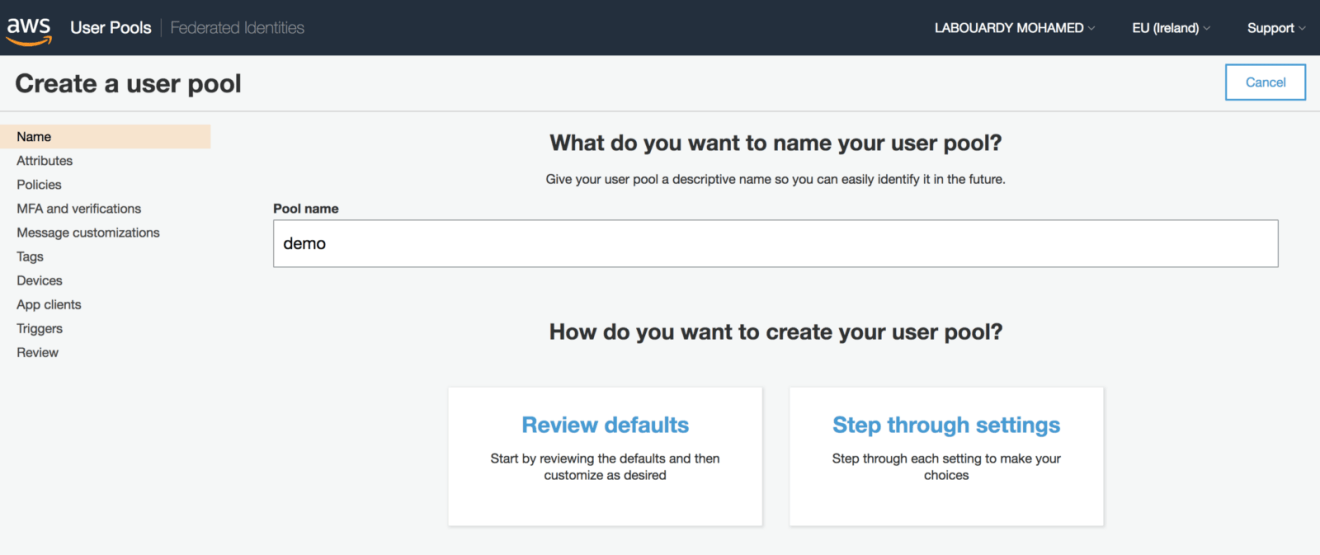 aws User Pools Federated Identities LABOUARDY MOHAMED EU (Ireland) Support
Create a user pool Cancel
Name
Attributes
Policies
MFA and verifications
Message customizations
Tags
Devices
App clients
Triggers
Review
What do you want to name your user pool?
Give your user pool a descriptive name so you can easily identify it in the future.
Pool name
demo
How do you want to create your user pool?
Review defaults
Start by reviewing the defaults and then
customize as desired
Step through settings
Step through each setting to make your
choices